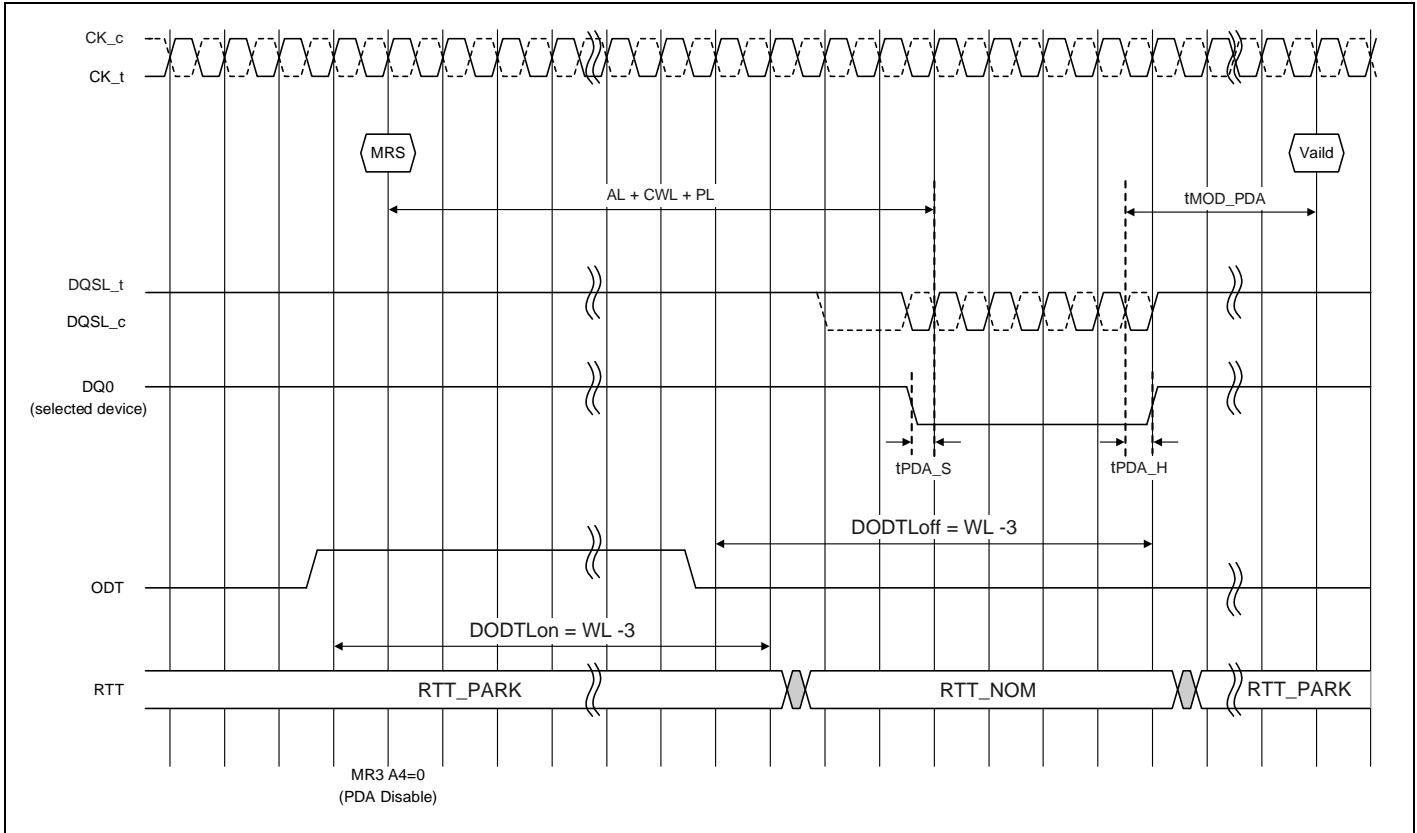 CK_c
CK_t
MRS
Vaild
AL + CWL + PL
tMOD_PDA
DQSL_t
DQSL_c
DQ0
(selected device)
tPDA_S
tPDA_H
DODTLoff = WL -3
ODT
DODTLon = WL -3
RTT
RTT_PARK
RTT_NOM
RTT_PARK
MR3 A4=0
(PDA Disable)